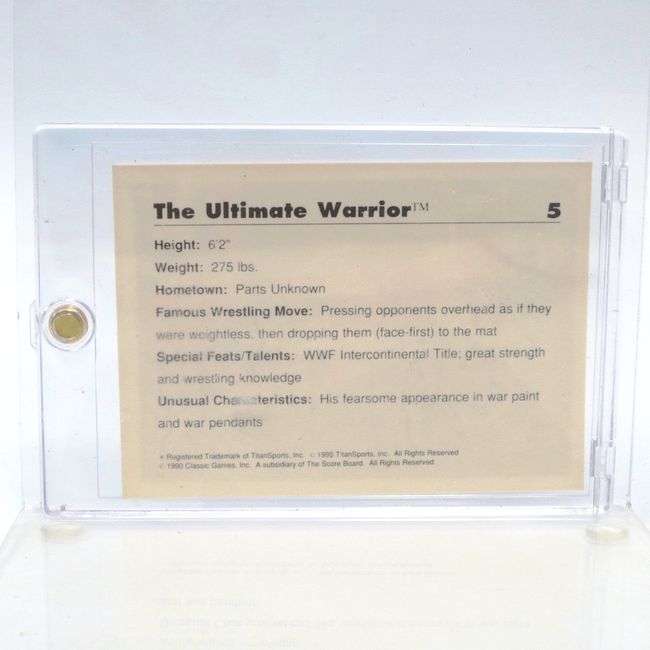 The Ultimate Warrior™ 5
Height: 6'2"
Weight: 275 lbs.
Hometown: Parts Unknown
Famous Wrestling Move: Pressing opponents overhead as if they
were weightless, then dropping them (face-first) to the mat
Special Feats/Talents: WWF Intercontinental Title; great strength
and wrestling knowledge
Unusual Characteristics: His fearsome appearance in war paint
and war pendants
® Registered Trademark of TitanSports, Inc. © 1990 TitanSports, Inc. All Rights Reserved
© 1990 Classic Games, Inc. A subsidiary of The Score Board. All Rights Reserved